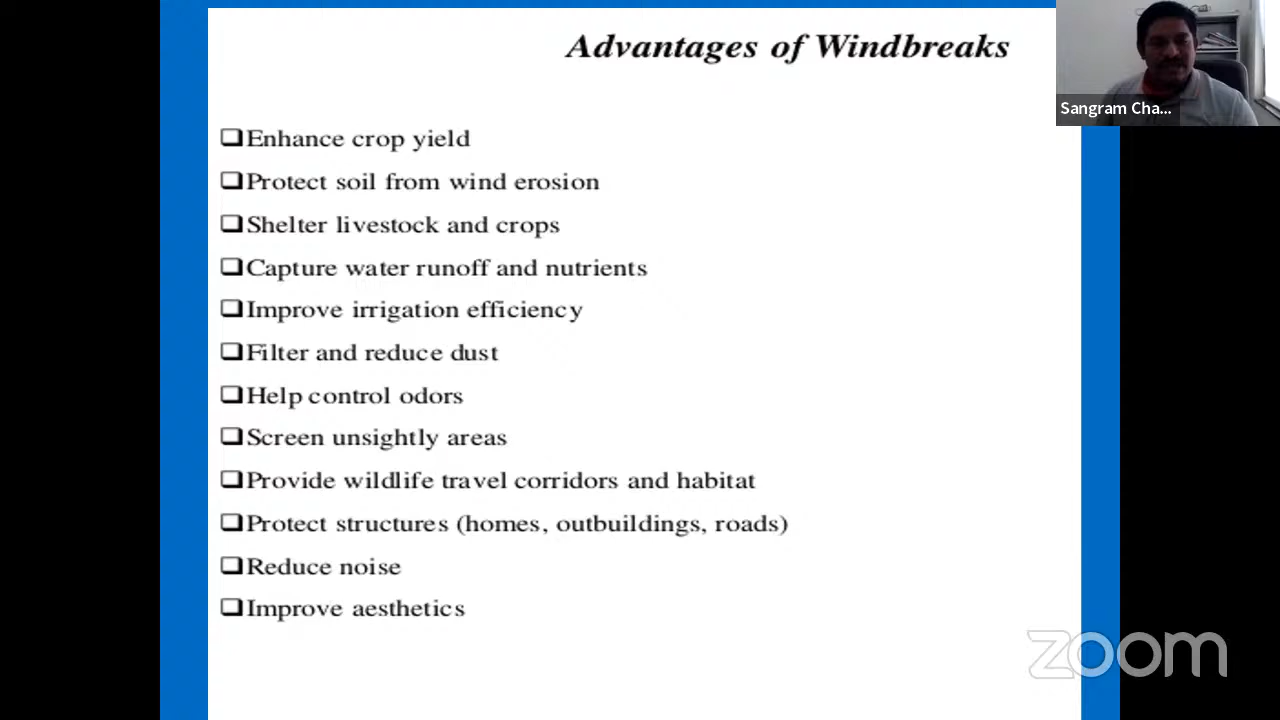 Advantages of Windbreaks
Sangram Cha...
❑Enhance crop yield
❑Protect soil from wind erosion
❑Shelter livestock and crops
❑Capture water runoff and nutrients
❑Improve irrigation efficiency
❑Filter and reduce dust
❑Help control odors
❑Screen unsightly areas
❑Provide wildlife travel corridors and habitat
❑Protect structures (homes, outbuildings, roads)
❑Reduce noise
❑Improve aesthetics
zoom